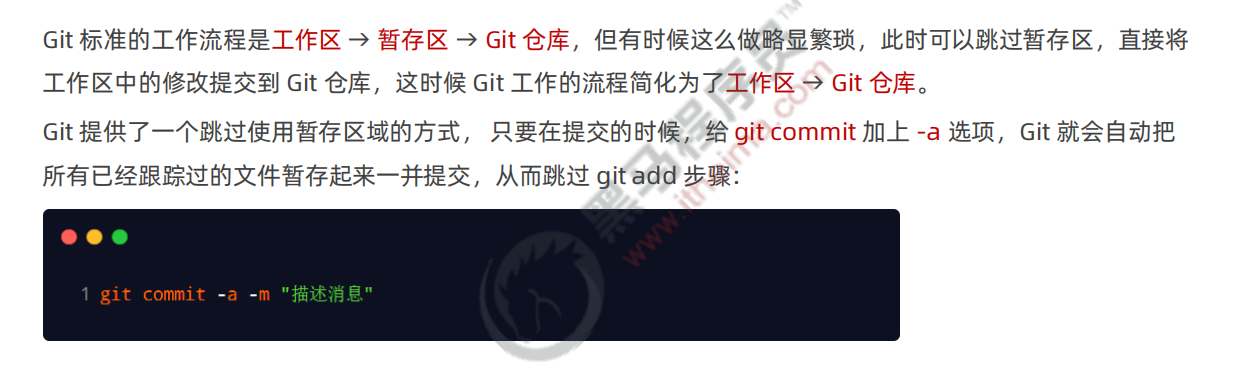 Git 标准的工作流程是工作区 → 暂存区 → Git 仓库，但有时候这么做略显繁琐，此时可以跳过暂存区，直接将
工作区中的修改提交到 Git 仓库，这时候 Git 工作的流程简化为了工作区 → Git 仓库。
Git 提供了一个跳过使用暂存区域的方式， 只要在提交的时候，给 git commit 加上 -a 选项，Git 就会自动把
所有已经跟踪过的文件暂存起来一并提交，从而跳过 git add 步骤：
1 git commit -a -m "描述消息"
黑马程序员™
www.itheima.com